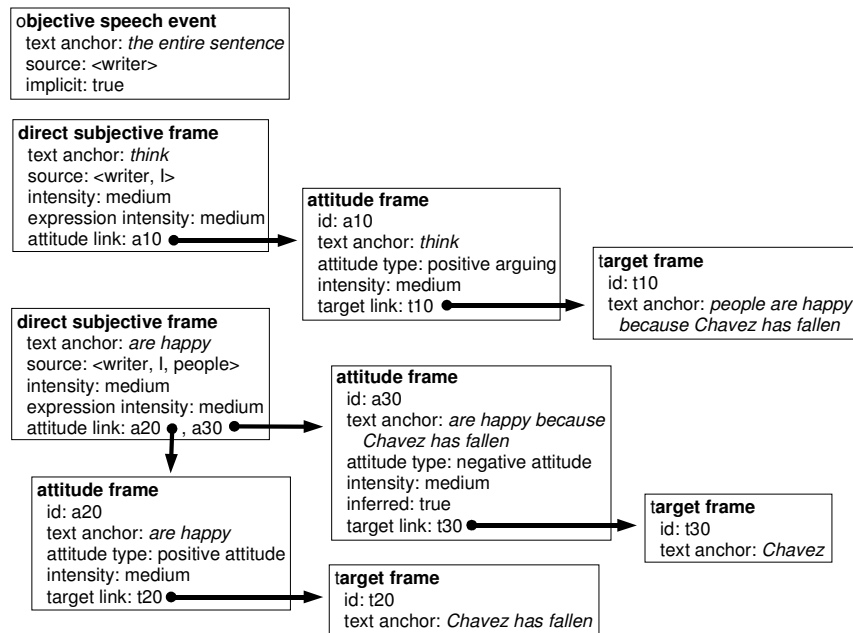 objective speech event
text anchor: the entire sentence
source: <writer>
implicit: true
direct subjective frame
text anchor: think
source: <writer, I>
intensity: medium
expression intensity: medium
attitude link: a10
attitude frame
id: a10
text anchor: think
attitude type: positive arguing
intensity: medium
target link: t10
target frame
id: t10
text anchor: people are happy
because Chavez has fallen
direct subjective frame
text anchor: are happy
source: <writer, I, people>
intensity: medium
expression intensity: medium
attitude link: a20 , a30
attitude frame
id: a30
text anchor: are happy because
Chavez has fallen
attitude type: negative attitude
intensity: medium
inferred: true
target link: t30
target frame
id: t30
text anchor: Chavez
attitude frame
id: a20
text anchor: are happy
attitude type: positive attitude
intensity: medium
target link: t20
target frame
id: t20
text anchor: Chavez has fallen